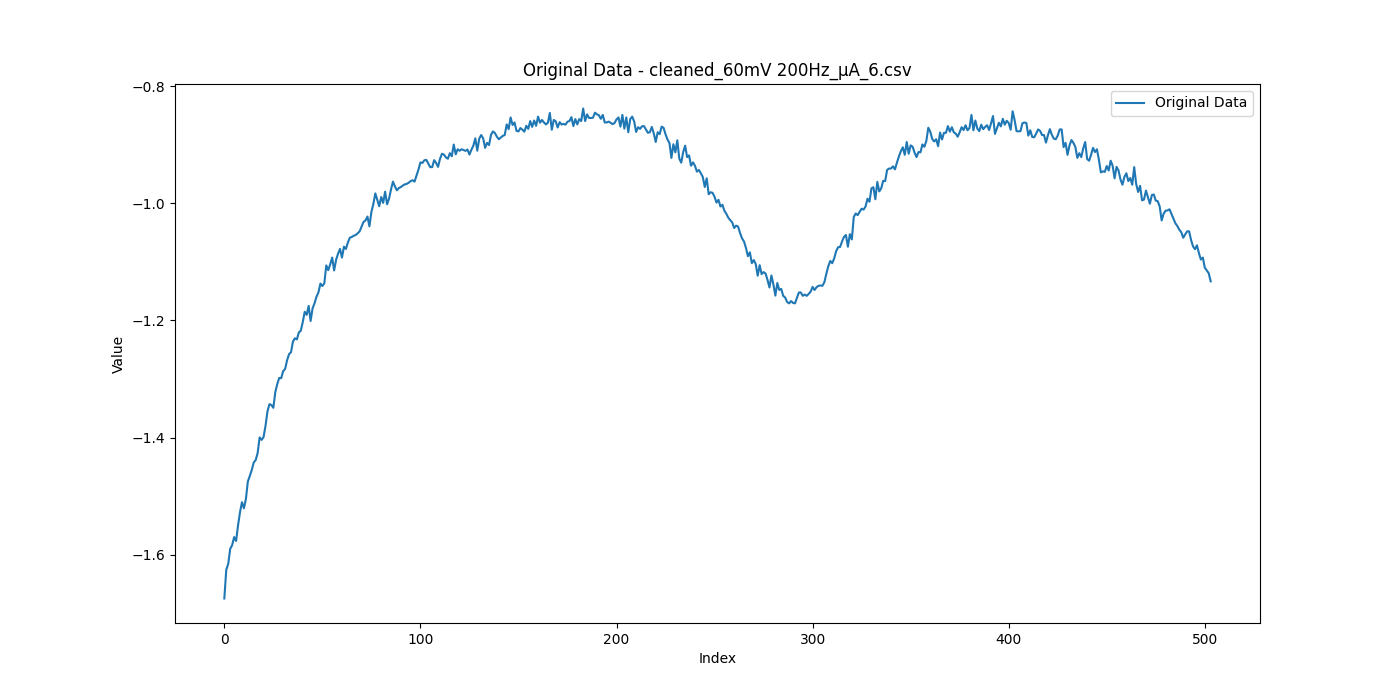 Original Data - cleaned_60mV 200Hz_µA_6.csv
Original Data
−0.8
−1.0
−1.2
−1.4
−1.6
Value
0
100
200
300
400
500
Index